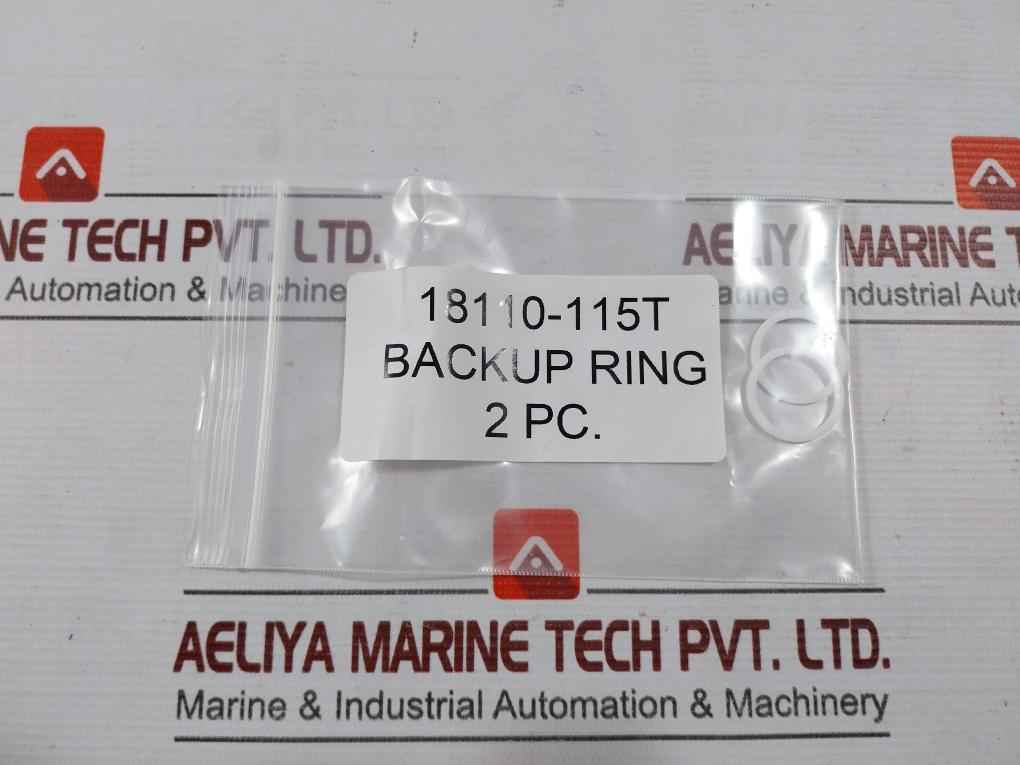 NE TECH PVT. LTD.
Automation & Machine
AELIYA MARINE T
arine & Industrial Auto
18110-115T
BACKUP RING
2 PC.
AELIYA MARINE TECH PVT. LTD.
Marine & Industrial Automation & Machinery